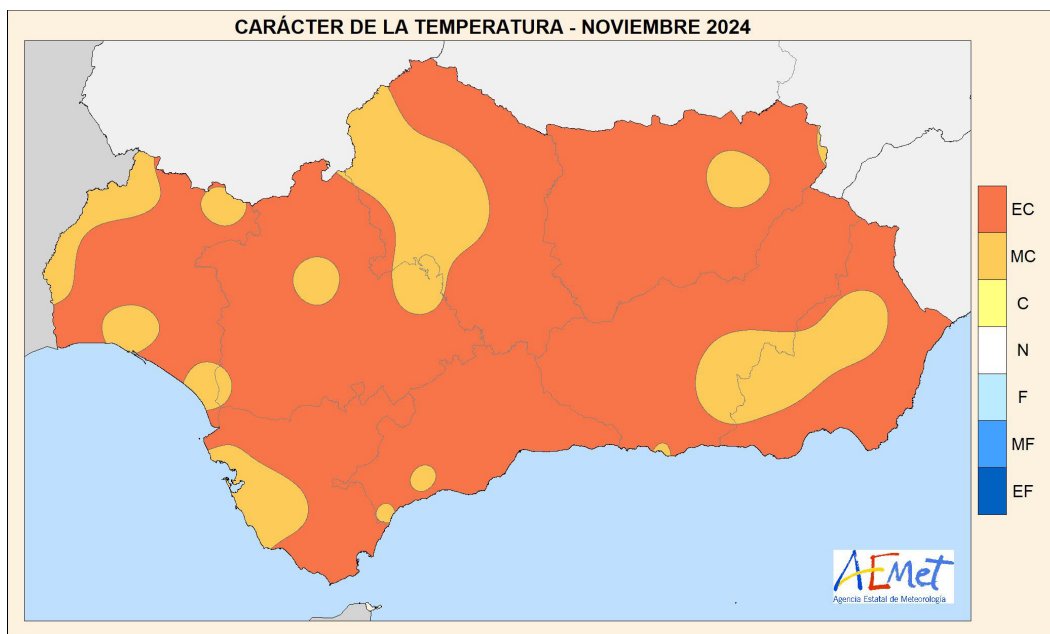 CARÁCTER DE LA TEMPERATURA - NOVIEMBRE 2024
EC
MC
C
N
F
MF
EF
AEMet
Agencia Estatal de Meteorología